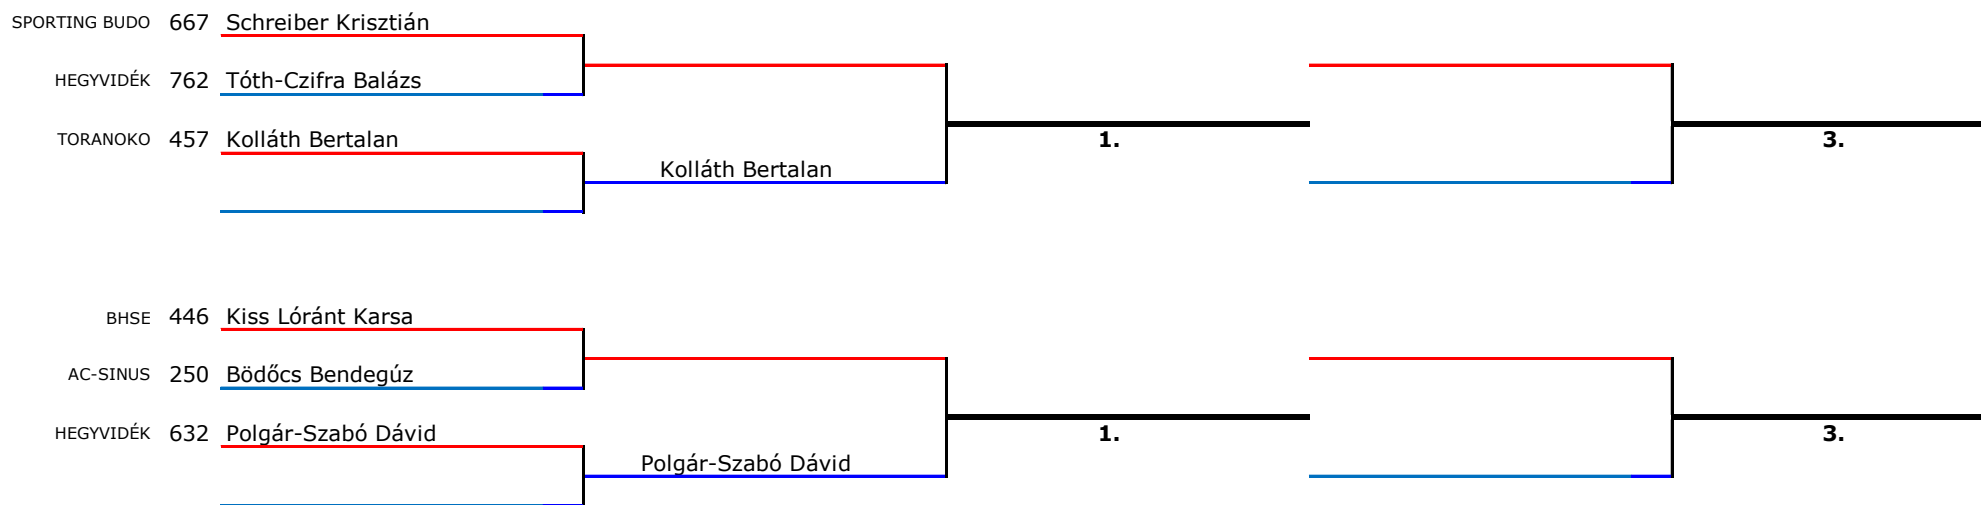 SPORTING BUDO 667 Schreiber Krisztián
HEGYVIDÉK 762 Tóth-Czifra Balázs
TORANOKO 457 Kolláth Bertalan 1. 3.
Kolláth Bertalan
BHSE 446 Kiss Lóránt Karsa
AC-SINUS 250 Bödőcs Bendegúz
HEGYVIDÉK 632 Polgár-Szabó Dávid 1. 3.
Polgár-Szabó Dávid